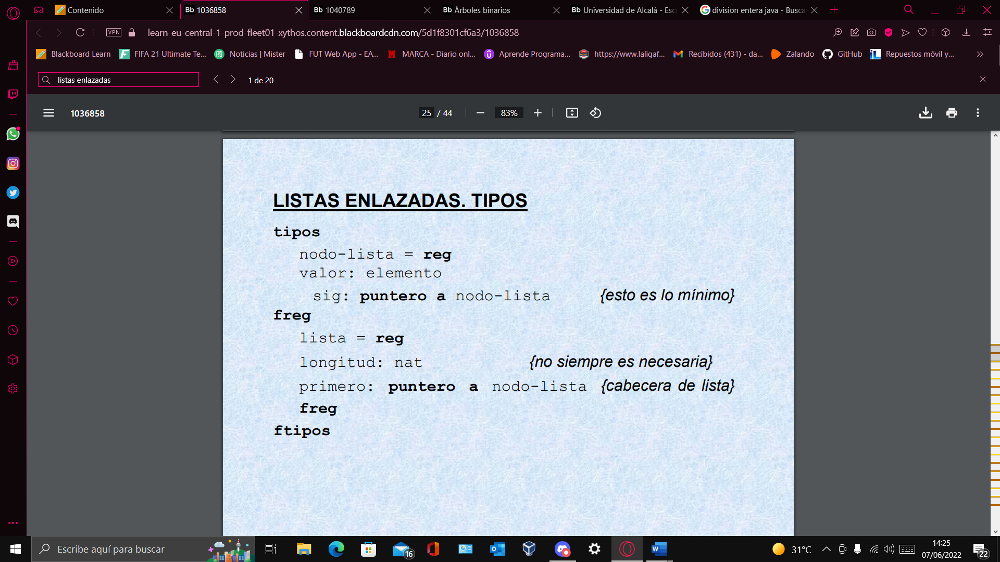 Contenido
Bb 1036858
Bb 1040789
Bb Árboles binarios
Bb Universidad de Alcalá - Esc
division entera java - Busca
VPN
learn-eu-central-1-prod-fleet01-xythos.content.blackboardcdn.com/5d1f8301cf6a3/1036858
Blackboard Learn
FIFA 21 Ultimate Te...
Noticias | Mister
FUT Web App - EA...
MARCA - Diario onl...
Aprende Programa...
https://www.laligaf...
Recibidos (431) - da...
Zalando
GitHub
Repuestos móvil y...
listas enlazadas
1 de 20
1036858
25 / 44
83%
LISTAS ENLAZADAS. TIPOS
tipos
nodo-lista = reg
valor: elemento
sig: puntero a nodo-lista {esto es lo mínimo}
freg
lista = reg
longitud: nat {no siempre es necesaria}
primero: puntero a nodo-lista {cabecera de lista}
freg
ftipos
Escribe aquí para buscar
16
31°C
14:25
07/06/2022
22